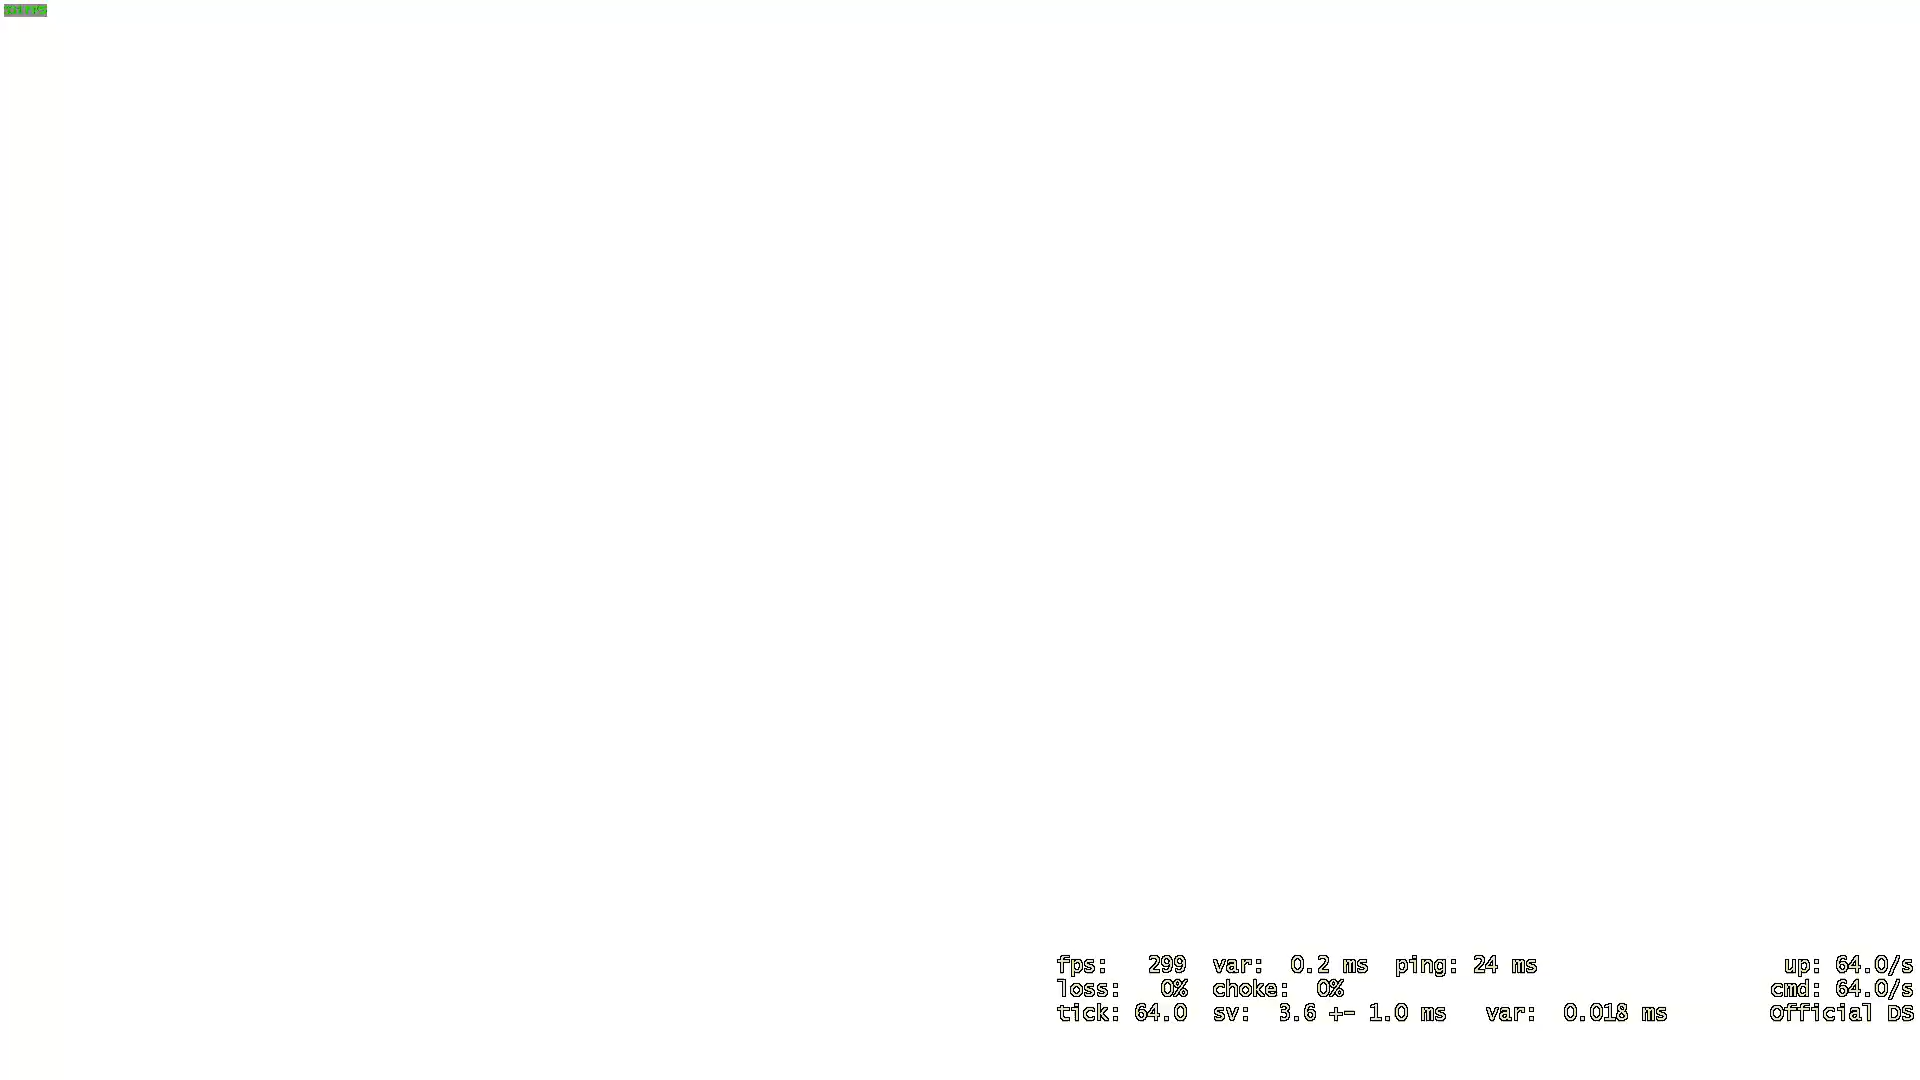 fps: 299 var: 0.2 ms ping: 24 ms up: 64.0/s
loss: 0% choke: 0% cmd: 64.0/s
tick: 64.0 sv: 3.6 +- 1.0 ms var: 0.018 ms Official DS